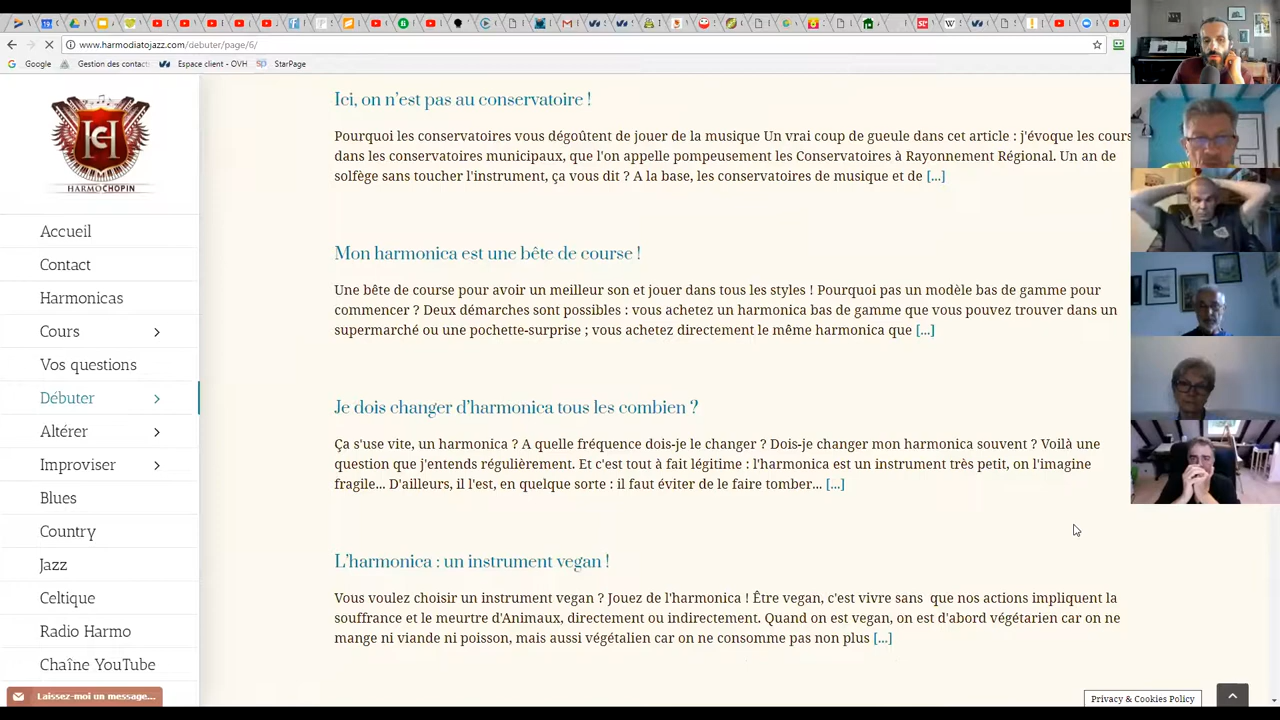 www.harmodiatojazz.com/debuter/page/6/
Google
Gestion des contact
Espace client - OVH
StarPage
HARMOCHOPIN
Accueil
Contact
Harmonicas
Cours
Vos questions
Débuter
Altérer
Improviser
Blues
Country
Jazz
Celtique
Radio Harmo
Chaîne YouTube
Laissez-moi un message...
Ici, on n’est pas au conservatoire !
Pourquoi les conservatoires vous dégoûtent de jouer de la musique Un vrai coup de gueule dans cet article : j'évoque les cours
dans les conservatoires municipaux, que l'on appelle pompeusement les Conservatoires à Rayonnement Régional. Un an de
solfège sans toucher l'istrument, ça vous dit ? A la base, les conservatoires de musique et de [...]
Mon harmonica est une bête de course !
Une bête de course pour avoir un meilleur son et jouer dans tous les styles ! Pourquoi pas un modèle bas de gamme pour
commencer ? Deux démarches sont possibles : vous achetez un harmonica bas de gamme que vous pouvez trouver dans un
supermarché ou une pochette-surprise ; vous achetez directement le même harmonica que [...]
Je dois changer d’harmonica tous les combien ?
Ça s'use vite, un harmonica ? A quelle fréquence dois-je le changer ? Dois-je changer mon harmonica souvent ? Voilà une
question que j'entends régulièrement. Et c'est tout à fait légitime : l'harmonica est un instrument très petit, on l'imagine
fragile... D'ailleurs, il l'est, en quelque sorte : il faut éviter de le faire tomber... [...]
L’harmonica : un instrument vegan !
Vous voulez choisir un instrument vegan ? Jouez de l'harmonica ! Être vegan, c'est vivre sans que nos actions impliquent la
souffrance et le meurtre d'Animaux, directement ou indirectement. Quand on est vegan, on est d'abord végétarien car on ne
mange ni viande ni poisson, mais aussi végétalien car on ne consomme pas non plus [...]
Privacy & Cookies Policy